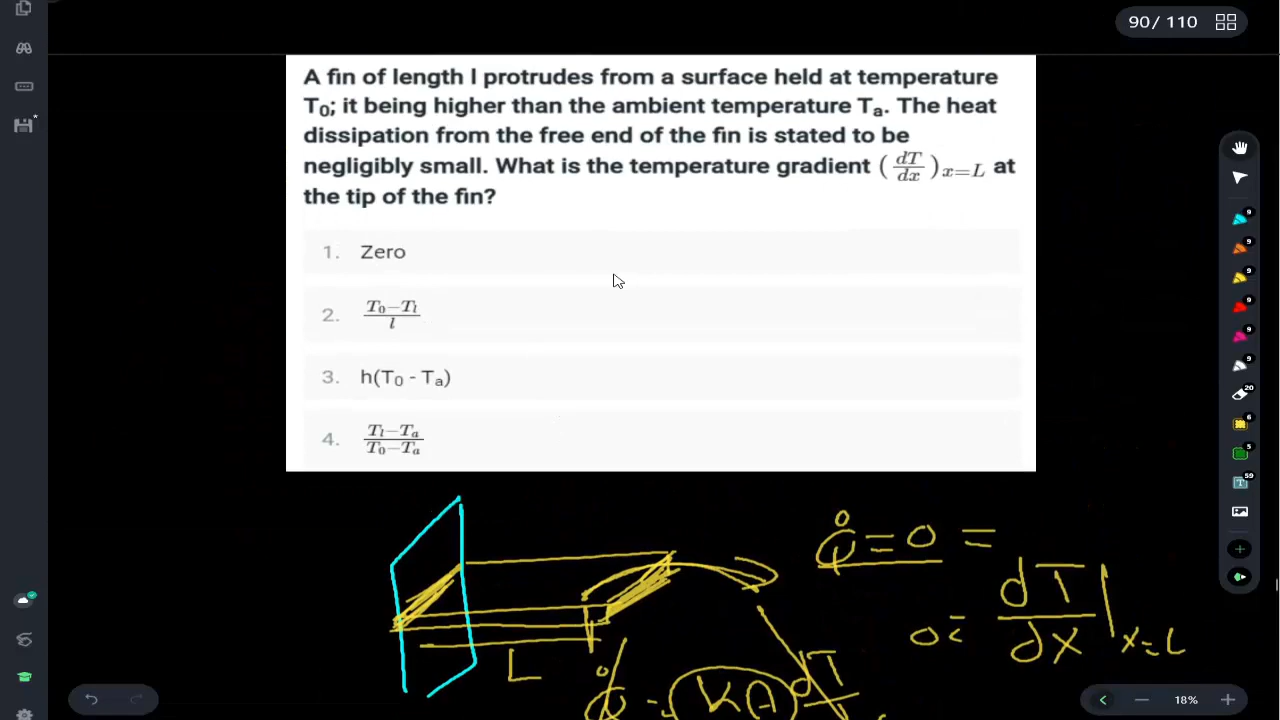 90/ 110
A fin of length l protrudes from a surface held at temperature
T₀; it being higher than the ambient temperature Tₐ. The heat
dissipation from the free end of the fin is stated to be
negligibly small. What is the temperature gradient (dT/dx)ₓ₌L at
the tip of the fin?
1. Zero
2. T₀−Tₗ/l
3. h(T₀ - Tₐ)
4. Tₗ−Tₐ/T₀−Tₐ
Q̇ = 0 =
0 = dT/dx|x=L
L
Q̇ = KA dT
18%